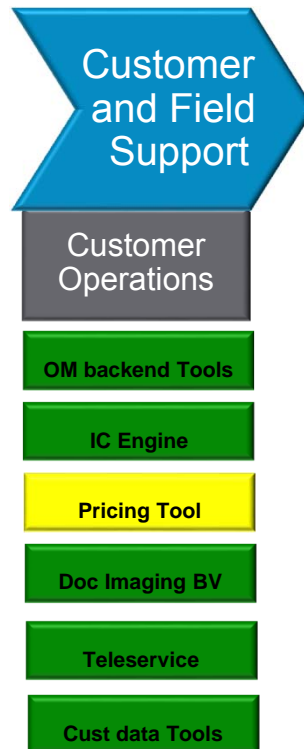 Customer
and Field
Support
Customer
Operations
OM backend Tools
IC Engine
Pricing Tool
Doc Imaging BV
Teleservice
Cust data Tools